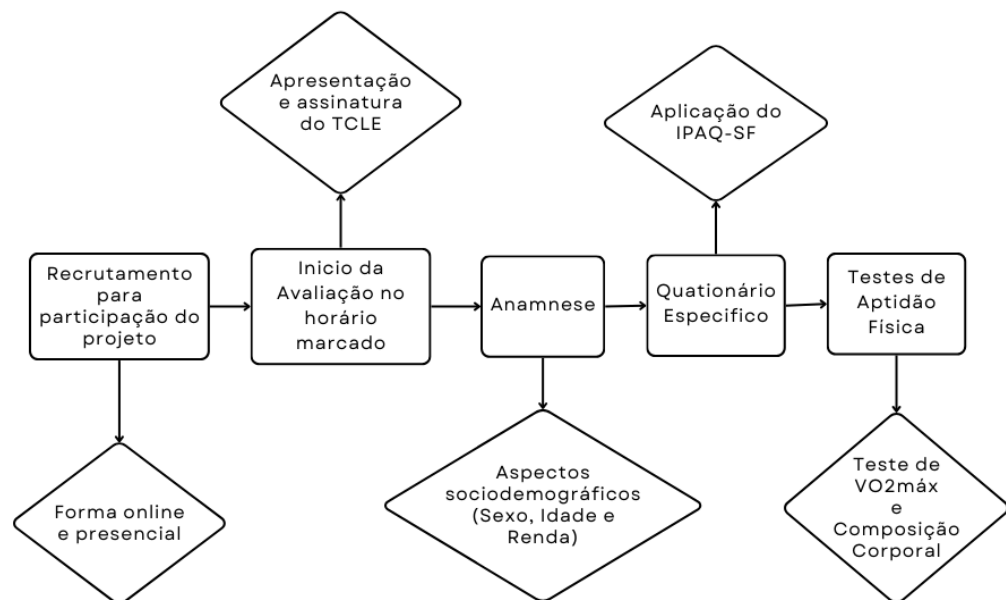 Apresentação
e assinatura
do TCLE
Aplicação do
IPAQ-SF
Recrutamento
para
participação do
projeto
Inicio da
Avaliação no
horário
marcado
Anamnese
Quationário
Especifico
Testes de
Aptidão
Física
Forma online
e presencial
Aspectos
sociodemográficos
(Sexo, Idade e
Renda)
Teste de
VO2máx
e
Composição
Corporal